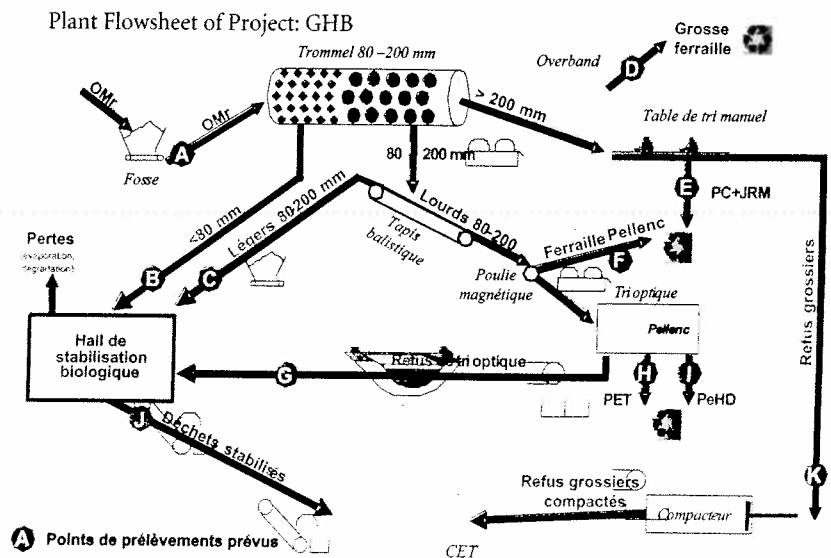 Plant Flowsheet of Project: GHB
Trommel 80–200 mm
Overband
D
Grosse
ferraille
OMr
OMr
A
Fosse
> 200 mm
Table de tri manuel
80
200 mm
E
PC+JRM
<80 mm
Légers 80-200 mm
Lourds 80-200
Tapis
balistique
Ferraille Pellenc
F
Poulie
magnétique
Tri optique
Pellenc
Refus grossiers
Pertes
(évaporation,
dégradation)
B
C
Hall de
stabilisation
biologique
G
Refus de tri optique
H
I
PET
PeHD
J
Déchets stabilisés
K
Refus grossiers
compactés
Compacteur
CET
A Points de prélèvements prévus